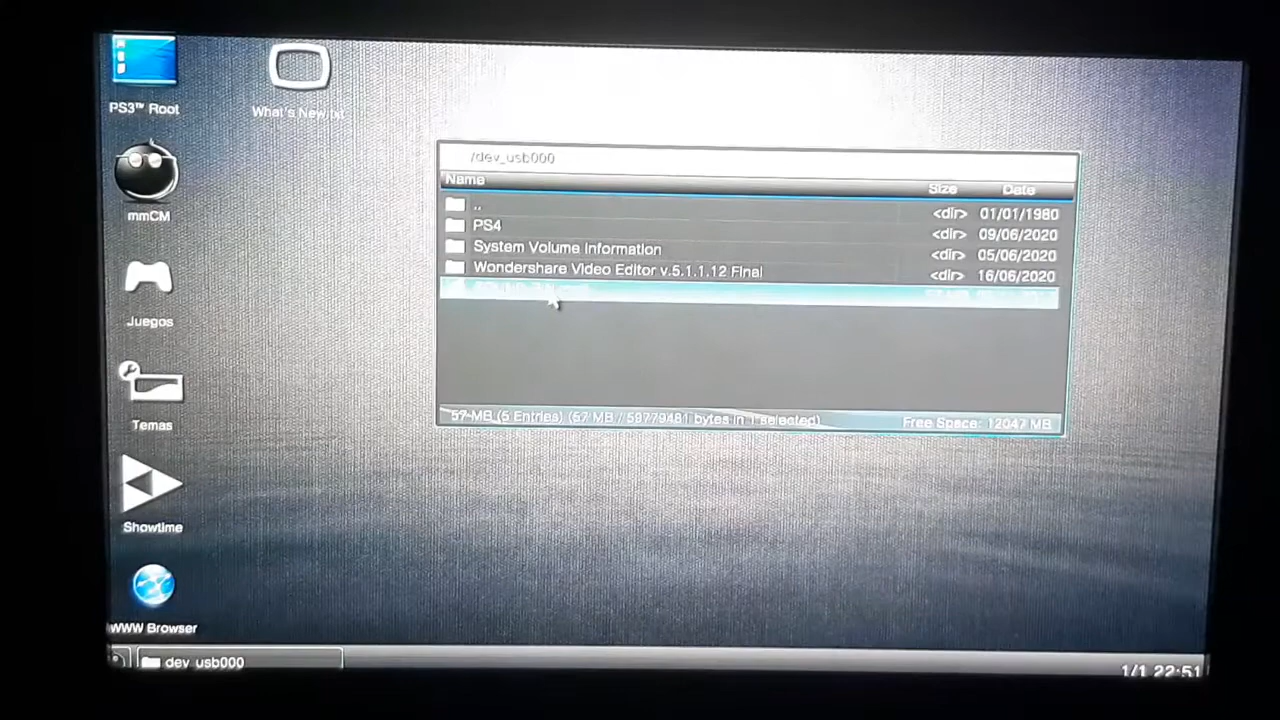 PS3™ Root
What's New.txt
mmCM
Juegos
Temas
Showtime
WWW Browser
/dev_usb000
Name Size Date
.. <dir> 01/01/1980
PS4 <dir> 09/06/2020
System Volume Information <dir> 05/06/2020
Wondershare Video Editor v.5.1.1.12 Final <dir> 16/06/2020
57 MB (5 Entries) (57 MB / 59779481 bytes in 1 selected) Free Space: 12047 MB
dev_usb000
1/1 22:51